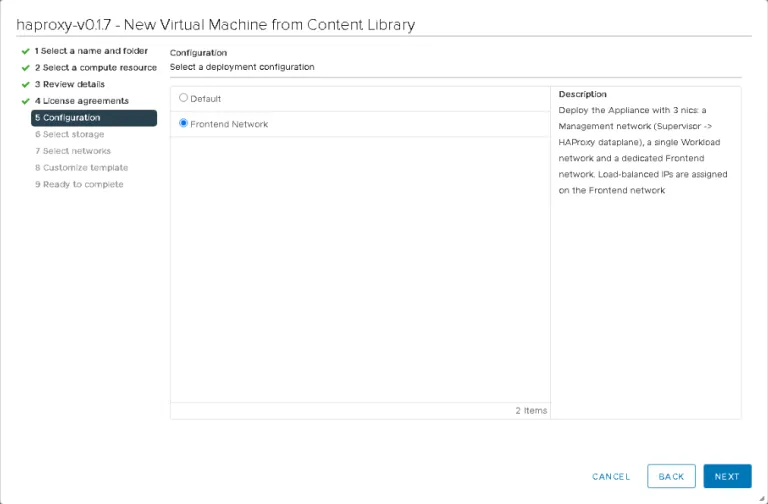 haproxy-v0.1.7 - New Virtual Machine from Content Library
1 Select a name and folder
2 Select a compute resource
3 Review details
4 License agreements
5 Configuration
6 Select storage
7 Select networks
8 Customize template
9 Ready to complete
Configuration
Select a deployment configuration
Default
Frontend Network
2 Items
Description
Deploy the Appliance with 3 nics: a
Management network (Supervisor ->
HAProxy dataplane), a single Workload
network and a dedicated Frontend
network. Load-balanced IPs are assigned
on the Frontend network
CANCEL
BACK
NEXT